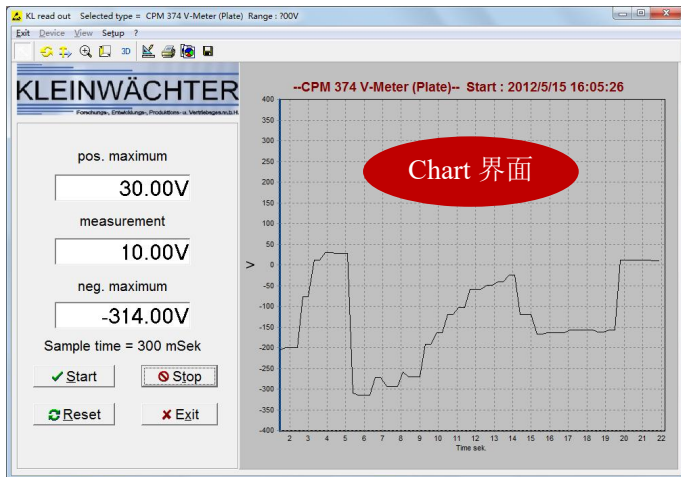 KL read out Selected type = CPM 374 V-Meter (Plate) Range : ?00V
Exit Device View Setup ?
3D
KLEINWÄCHTER
Forschungs-, Entwicklungs-, Produktions- u. Vertriebsges.m.b.H.
pos. maximum
30.00V
measurement
10.00V
neg. maximum
-314.00V
Sample time = 300 mSek
Start
Stop
Reset
Exit
--CPM 374 V-Meter (Plate)-- Start : 2012/5/15 16:05:26
Chart 界面
400
350
300
250
200
150
100
50
0
-50
-100
-150
-200
-250
-300
-350
-400
V
2 3 4 5 6 7 8 9 10 11 12 13 14 15 16 17 18 19 20 21 22
Time sek.